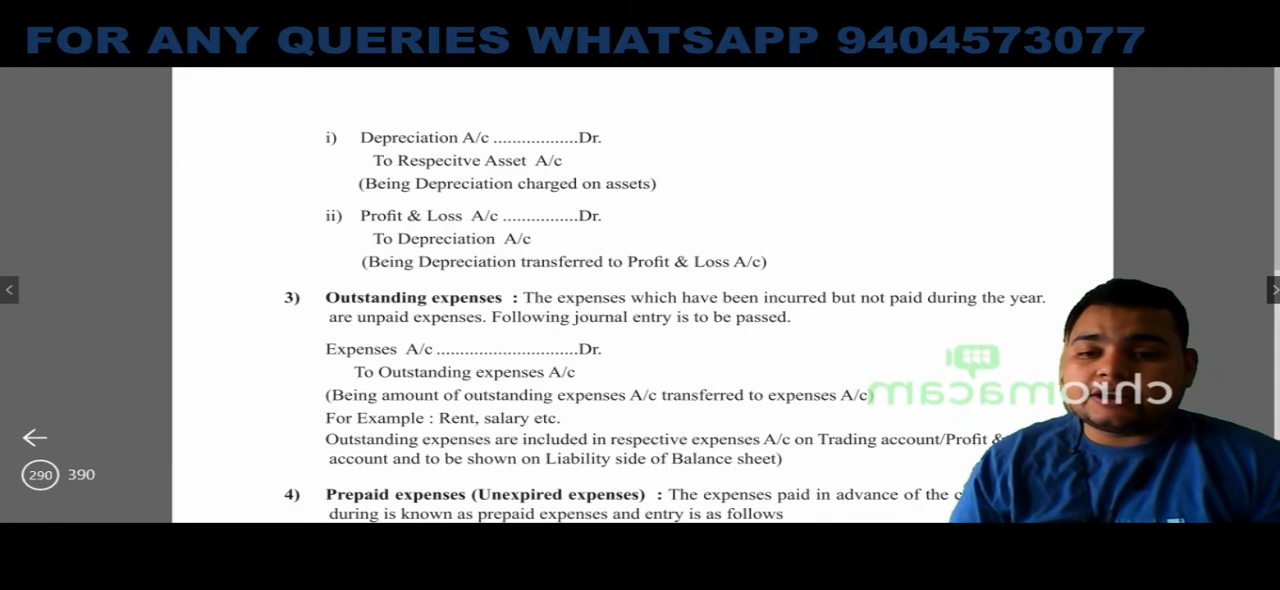 FOR ANY QUERIES WHATSAPP 9404573077
i) Depreciation A/c ..................Dr.
To Respecitve Asset A/c
(Being Depreciation charged on assets)
ii) Profit & Loss A/c ................Dr.
To Depreciation A/c
(Being Depreciation transferred to Profit & Loss A/c)
3) Outstanding expenses : The expenses which have been incurred but not paid during the year.
are unpaid expenses. Following journal entry is to be passed.
Expenses A/c ..............................Dr.
To Outstanding expenses A/c
(Being amount of outstanding expenses A/c transferred to expenses A/c)
chromacam
For Example : Rent, salary etc.
Outstanding expenses are included in respective expenses A/c on Trading account/Profit &
account and to be shown on Liability side of Balance sheet)
290 390
4) Prepaid expenses (Unexpired expenses) : The expenses paid in advance of the
during is known as prepaid expenses and entry is as follows